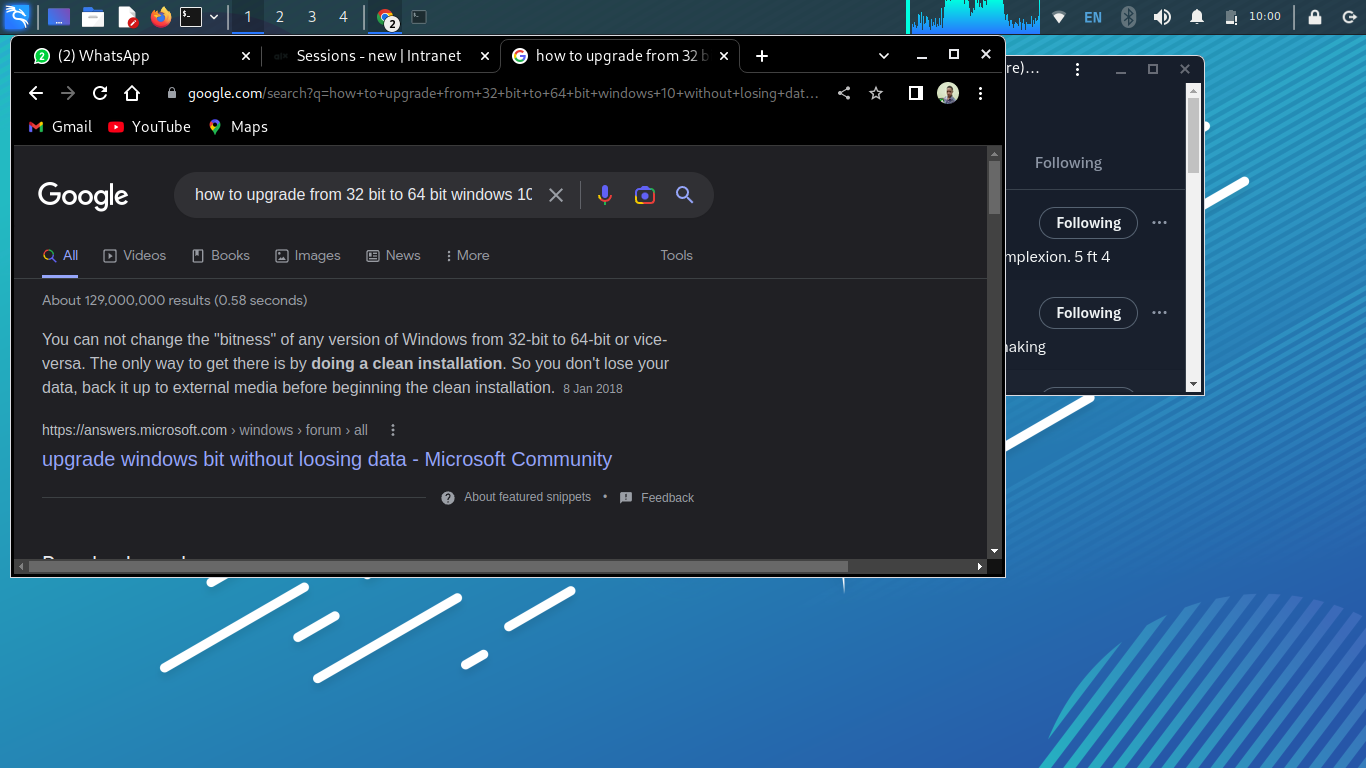 1 2 3 4
2
EN
10:00
(2) WhatsApp
Sessions - new | Intranet
how to upgrade from 32 b
google.com/search?q=how+to+upgrade+from+32+bit+to+64+bit+windows+10+without+losing+dat...
Gmail YouTube Maps
Google
how to upgrade from 32 bit to 64 bit windows 10
All Videos Books Images News More Tools
About 129,000,000 results (0.58 seconds)
You can not change the "bitness" of any version of Windows from 32-bit to 64-bit or vice-
versa. The only way to get there is by doing a clean installation. So you don't lose your
data, back it up to external media before beginning the clean installation. 8 Jan 2018
https://answers.microsoft.com › windows › forum › all
upgrade windows bit without loosing data - Microsoft Community
About featured snippets • Feedback
re)...
Following
Following
mplexion. 5 ft 4
Following
naking